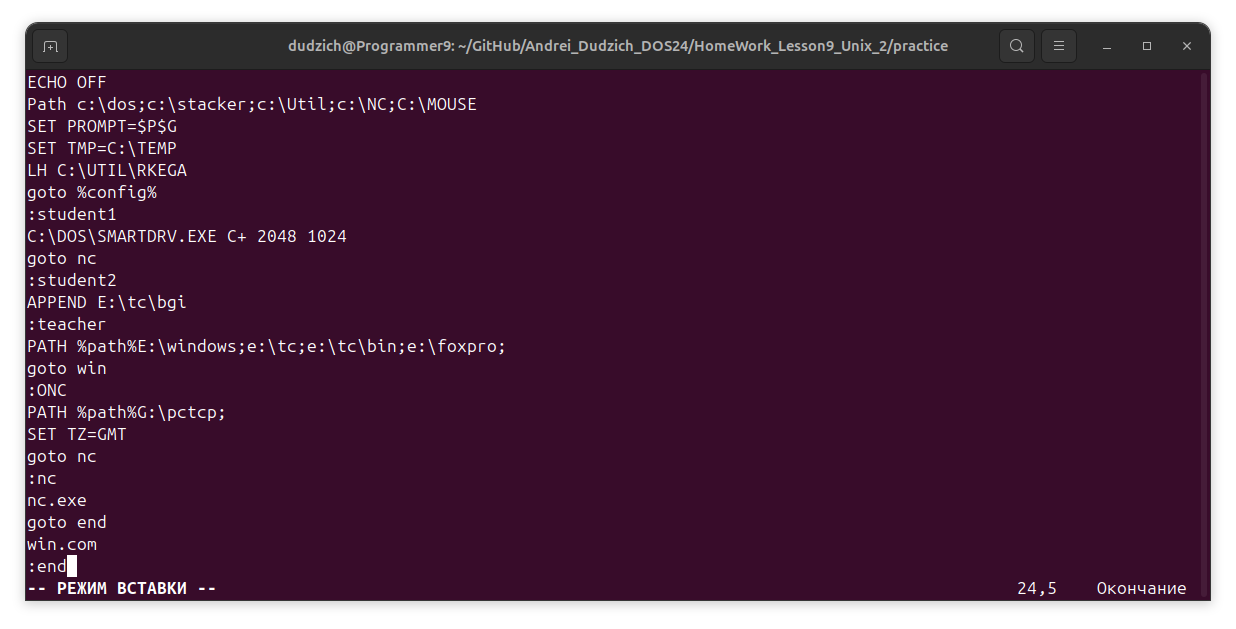 dudzich@Programmer9: ~/GitHub/Andrei_Dudzich_DOS24/HomeWork_Lesson9_Unix_2/practice
ECHO OFF
Path c:\dos;c:\stacker;c:\Util;c:\NC;C:\MOUSE
SET PROMPT=$P$G
SET TMP=C:\TEMP
LH C:\UTIL\RKEGA
goto %config%
:student1
C:\DOS\SMARTDRV.EXE C+ 2048 1024
goto nc
:student2
APPEND E:\tc\bgi
:teacher
PATH %path%E:\windows;e:\tc;e:\tc\bin;e:\foxpro;
goto win
:ONC
PATH %path%G:\pctcp;
SET TZ=GMT
goto nc
:nc
nc.exe
goto end
win.com
:end
-- РЕЖИМ ВСТАВКИ -- 24,5 Окончание